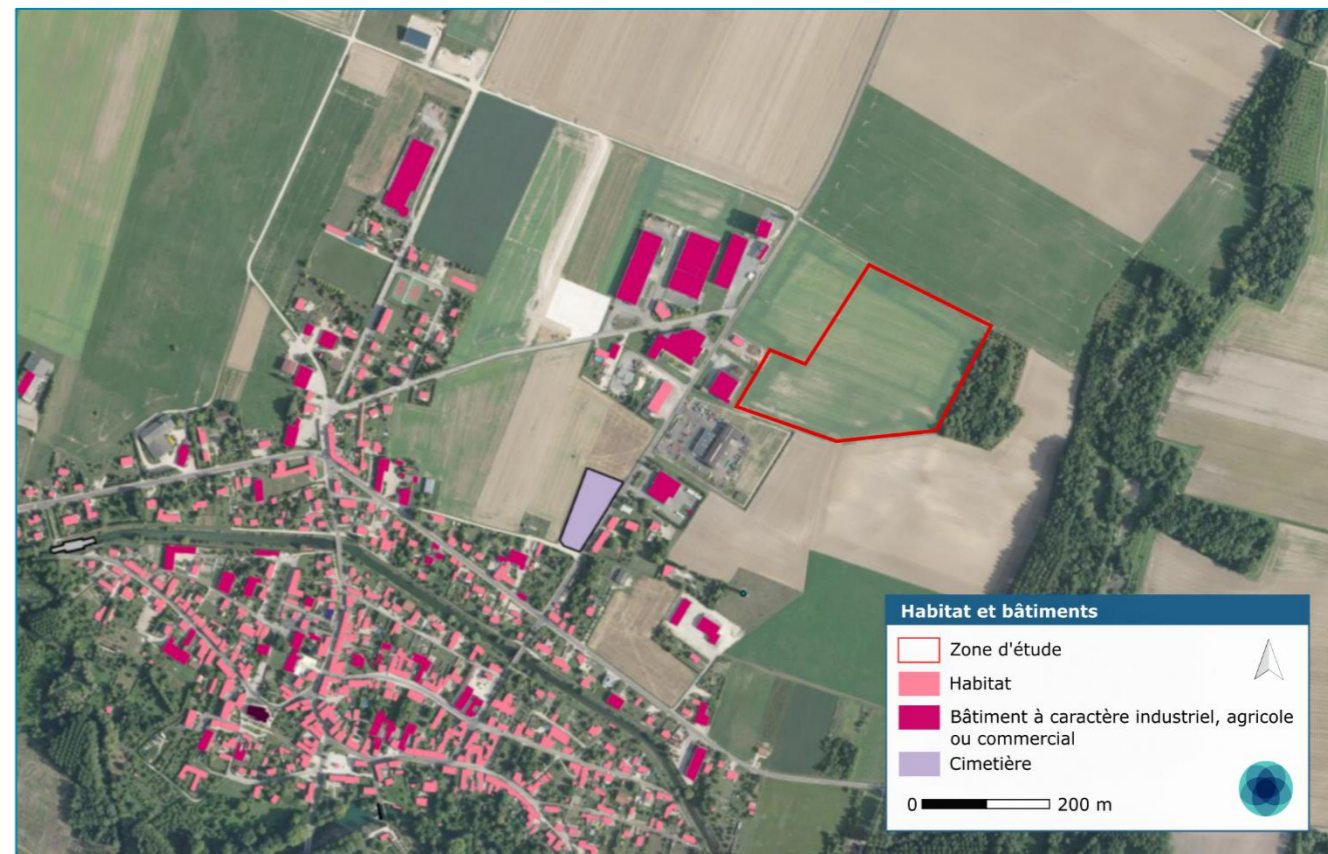 Habitat et bâtiments
Zone d'étude
Habitat
Bâtiment à caractère industriel, agricole
ou commercial
Cimetière
0 200 m